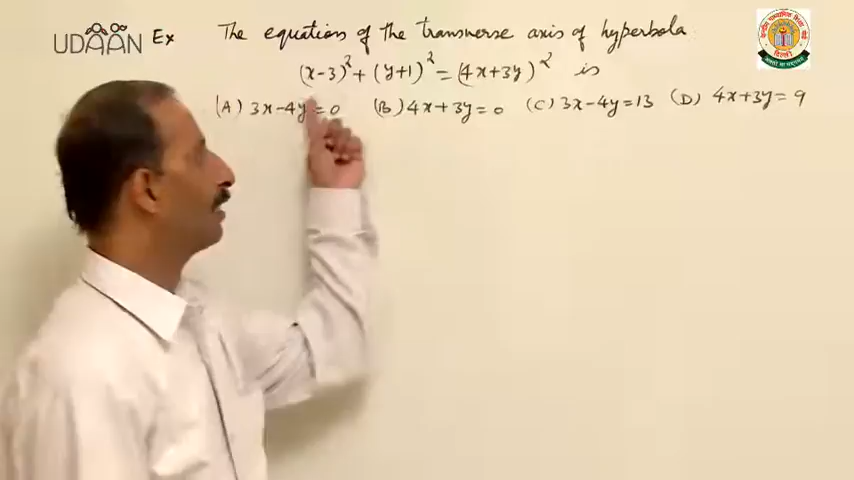 UDAAN Ex The equation of the transverse axis of hyperbola
(x-3)² + (y+1)² = (4x+3y)² is
(A) 3x-4y=0 (B) 4x+3y=0 (C) 3x-4y=13 (D) 4x+3y=9